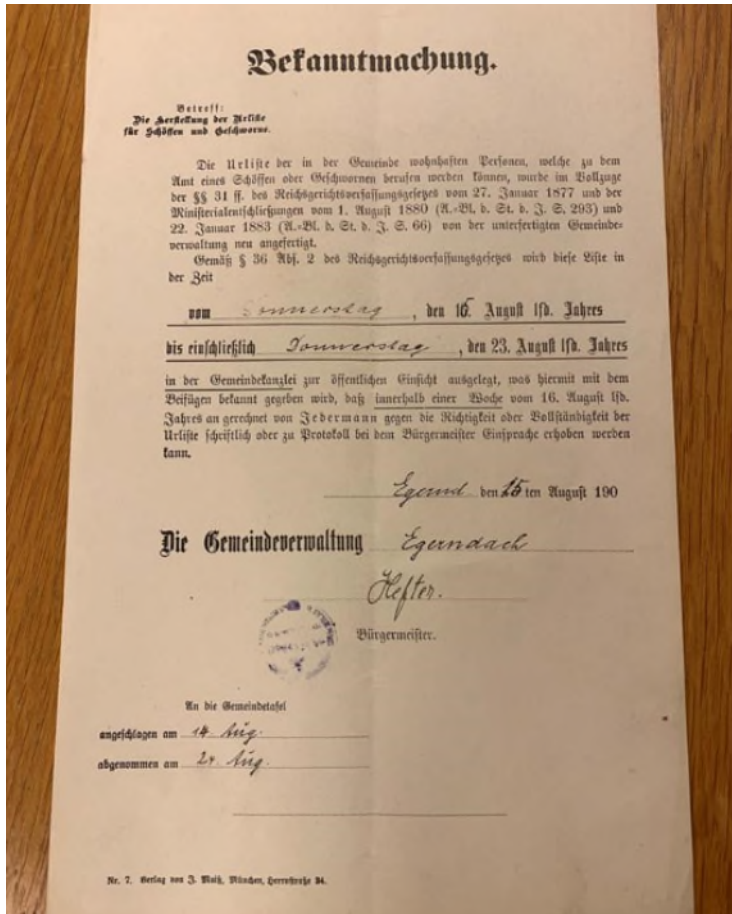 Bekanntmachung.
Betreff:
Die Herstellung der Urliste
für Schöffen und Geschworne.
Die Urliste der in der Gemeinde wohnhaften Personen, welche zu dem
Amt eines Schöffen oder Geschwornen berufen werden können, wurde im Vollzuge
der §§ 31 ff. des Reichsgerichtsverfassungsgesetzes vom 27. Januar 1877 und der
Ministerialentschließungen vom 1. August 1880 (A.-Bl. d. St. d. J. S. 293) und
22. Januar 1883 (A.-Bl. d. St. d. J. S. 66) von der unterfertigten Gemeinde-
verwaltung neu angefertigt.
Gemäß § 36 Abs. 2 des Reichsgerichtsverfassungsgesetzes wird diese Liste in
der Zeit
vom Donnerstag, den 16. August lfd. Jahres
bis einschließlich Donnerstag, den 23. August lfd. Jahres
in der Gemeindekanzlei zur öffentlichen Einsicht ausgelegt, was hiermit mit dem
Beifügen bekannt gegeben wird, daß innerhalb einer Woche vom 16. August lfd.
Jahres an gerechnet von Jedermann gegen die Richtigkeit oder Vollständigkeit der
Urliste schriftlich oder zu Protokoll bei dem Bürgermeister Einsprache erhoben werden
kann.
Egernd den 15ten August 190
Die Gemeindeverwaltung Egerndach
Hefter.
Bürgermeister.
An die Gemeindetafel
angeschlagen am 14. Aug.
abgenommen am 24. Aug.
Nr. 7. Verlag von J. München, Herrnstraße 34.